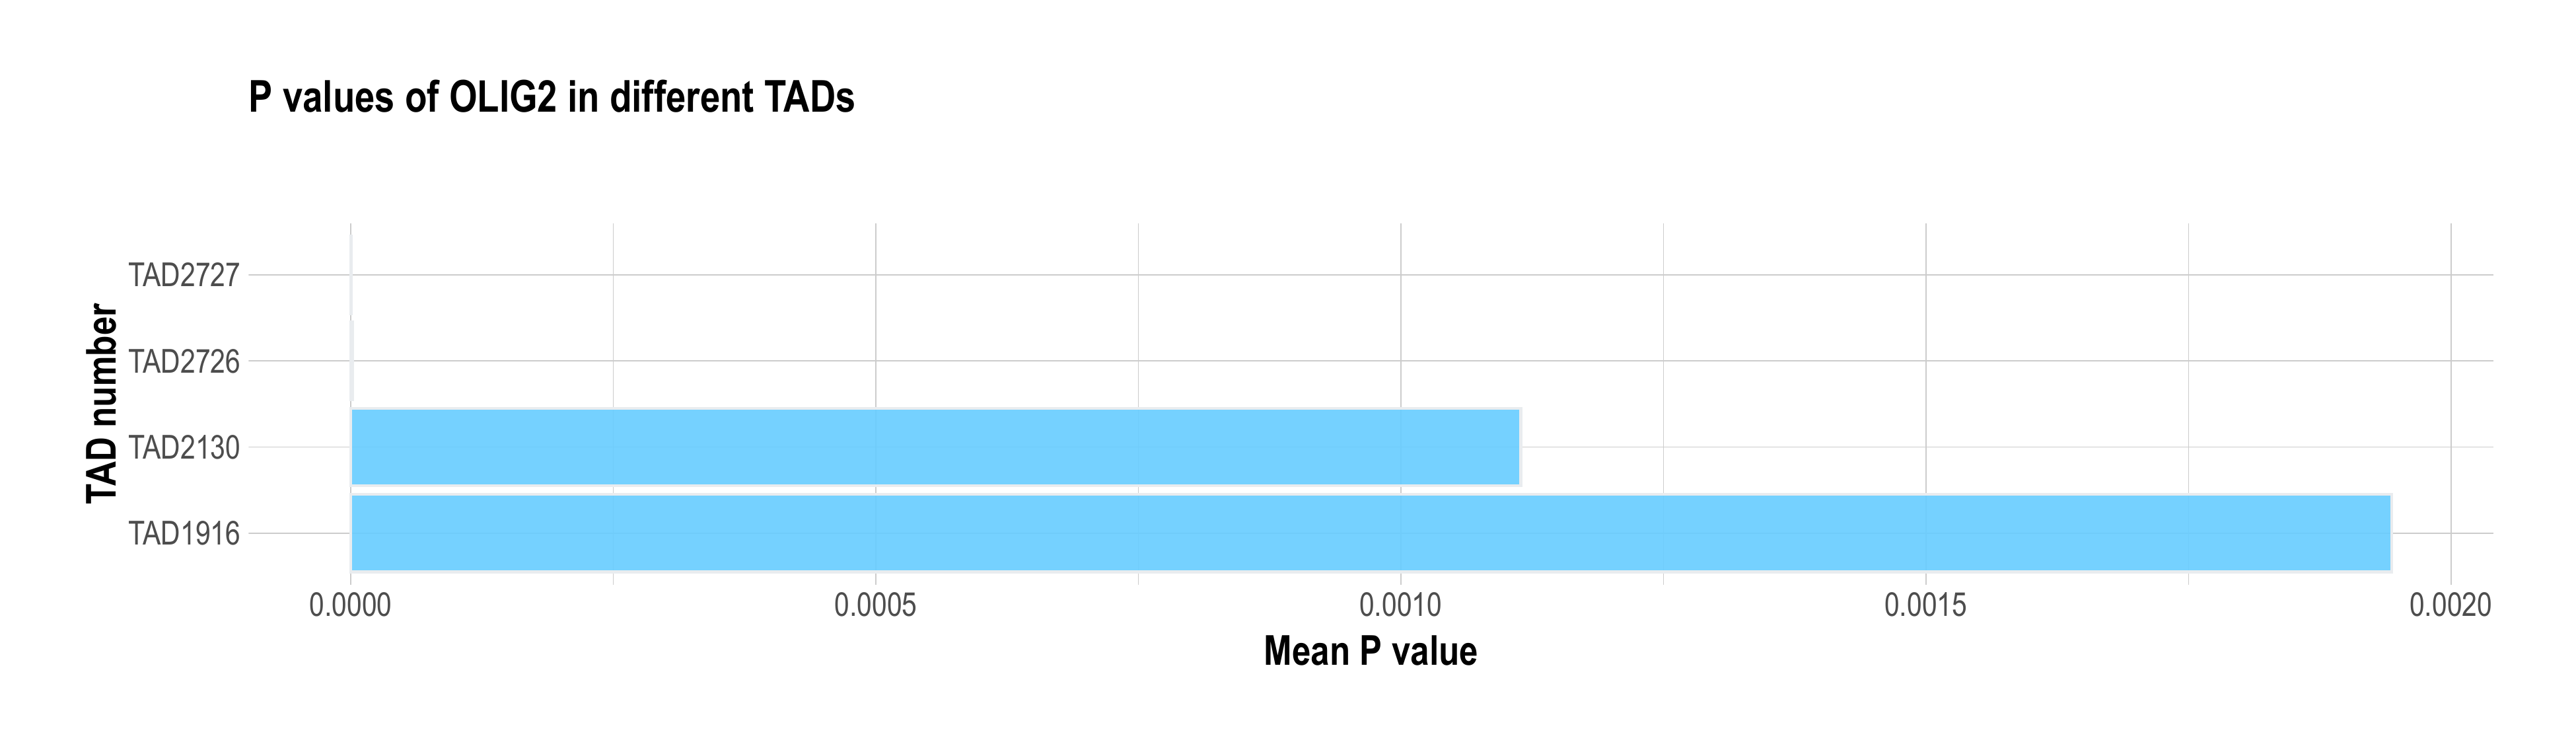 P values of OLIG2 in different TADs
TAD number
TAD2727
TAD2726
TAD2130
TAD1916
0.0000 0.0005 0.0010 0.0015 0.0020
Mean P value